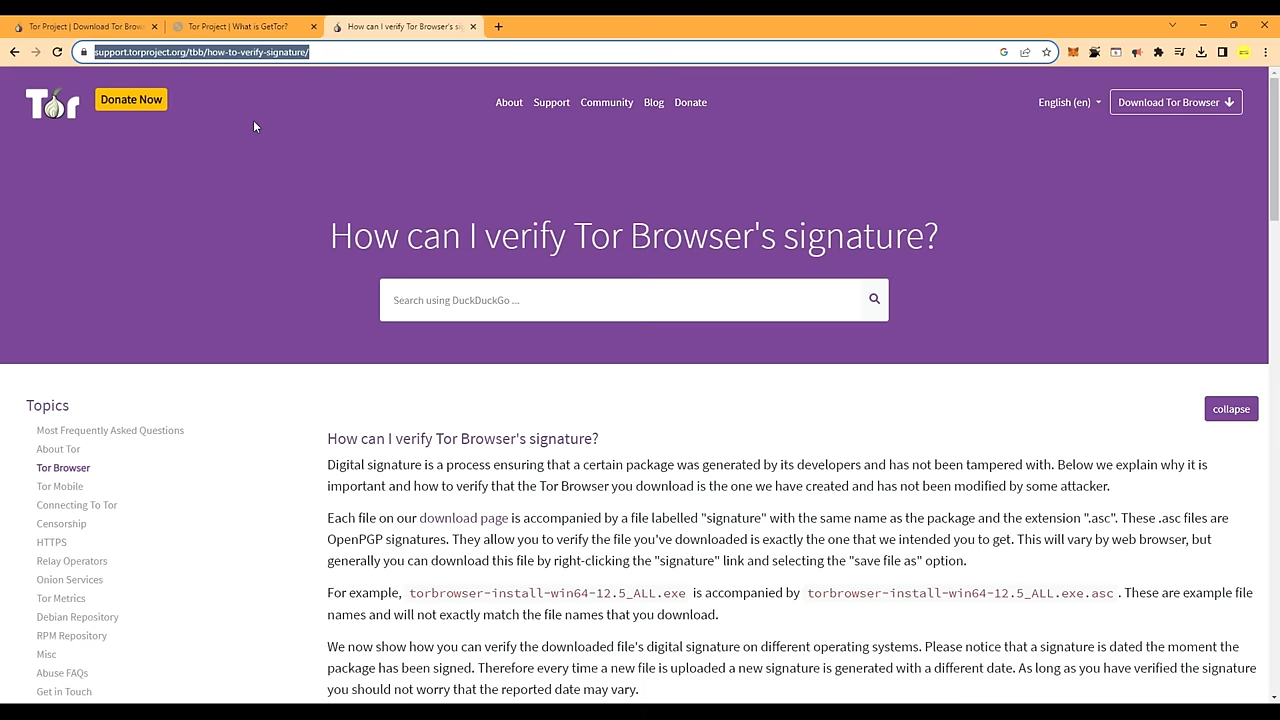 Tor Project | Download Tor Brow
Tor Project | What is GetTor?
How can I verify Tor Browser's si
support.torproject.org/tbb/how-to-verify-signature/
Tor
Donate Now
About
Support
Community
Blog
Donate
English (en)
Download Tor Browser
How can I verify Tor Browser's signature?
Search using DuckDuckGo ...
Topics
Most Frequently Asked Questions
About Tor
Tor Browser
Tor Mobile
Connecting To Tor
Censorship
HTTPS
Relay Operators
Onion Services
Tor Metrics
Debian Repository
RPM Repository
Misc
Abuse FAQs
Get in Touch
collapse
How can I verify Tor Browser's signature?
Digital signature is a process ensuring that a certain package was generated by its developers and has not been tampered with. Below we explain why it is
important and how to verify that the Tor Browser you download is the one we have created and has not been modified by some attacker.
Each file on our download page is accompanied by a file labelled "signature" with the same name as the package and the extension ".asc". These .asc files are
OpenPGP signatures. They allow you to verify the file you've downloaded is exactly the one that we intended you to get. This will vary by web browser, but
generally you can download this file by right-clicking the "signature" link and selecting the "save file as" option.
For example, torbrowser-install-win64-12.5_ALL.exe is accompanied by torbrowser-install-win64-12.5_ALL.exe.asc . These are example file
names and will not exactly match the file names that you download.
We now show how you can verify the downloaded file's digital signature on different operating systems. Please notice that a signature is dated the moment the
package has been signed. Therefore every time a new file is uploaded a new signature is generated with a different date. As long as you have verified the signature
you should not worry that the reported date may vary.